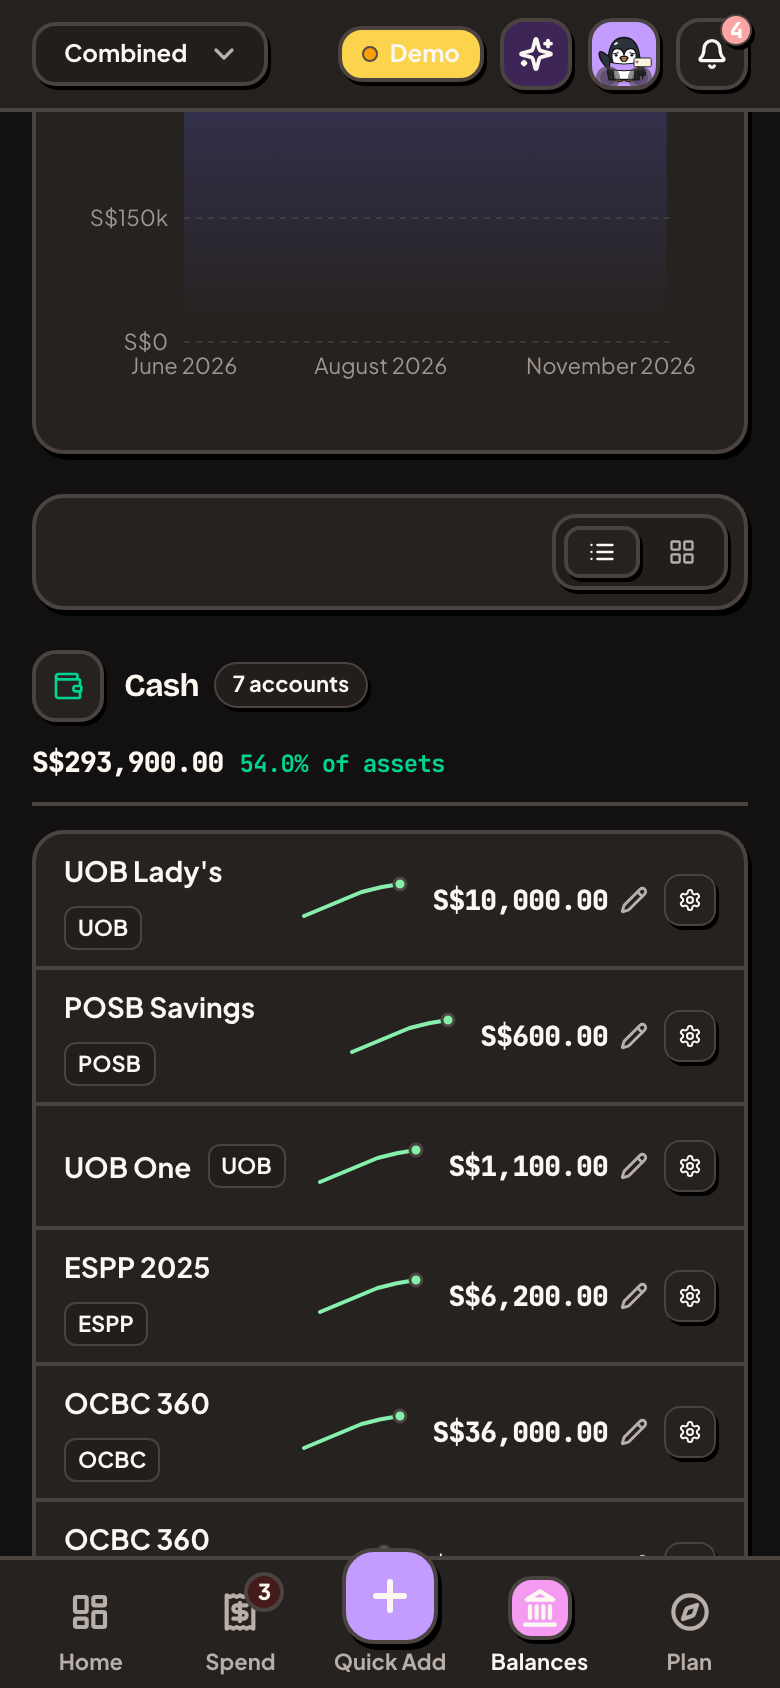 Combined
Demo
4
S$150k
S$0
June 2026 August 2026 November 2026
Cash 7 accounts
S$293,900.00 54.0% of assets
UOB Lady's
UOB
S$10,000.00
POSB Savings
POSB
S$600.00
UOB One UOB S$1,100.00
ESPP 2025
ESPP
S$6,200.00
OCBC 360
OCBC
S$36,000.00
OCBC 360
3
Home Spend Quick Add Balances Plan